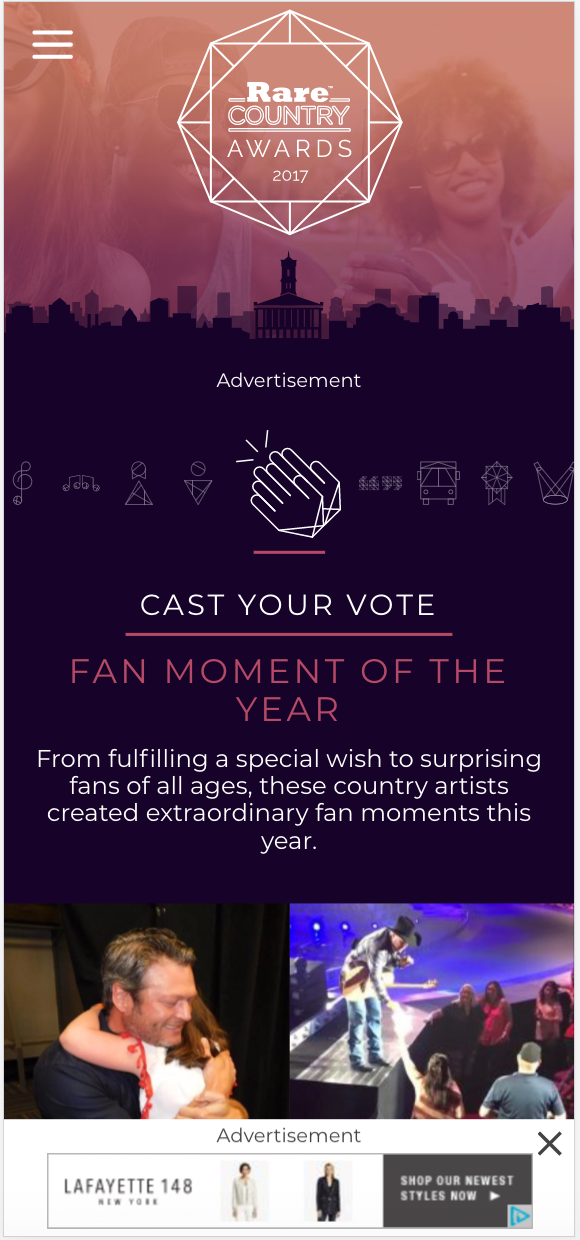 Rare
COUNTRY
AWARDS
2017
Advertisement
CAST YOUR VOTE
FAN MOMENT OF THE
YEAR
From fulfilling a special wish to surprising
fans of all ages, these country artists
created extraordinary fan moments this
year.
Advertisement
LAFAYETTE 148
NEW YORK
SHOP OUR NEWEST
STYLES NOW